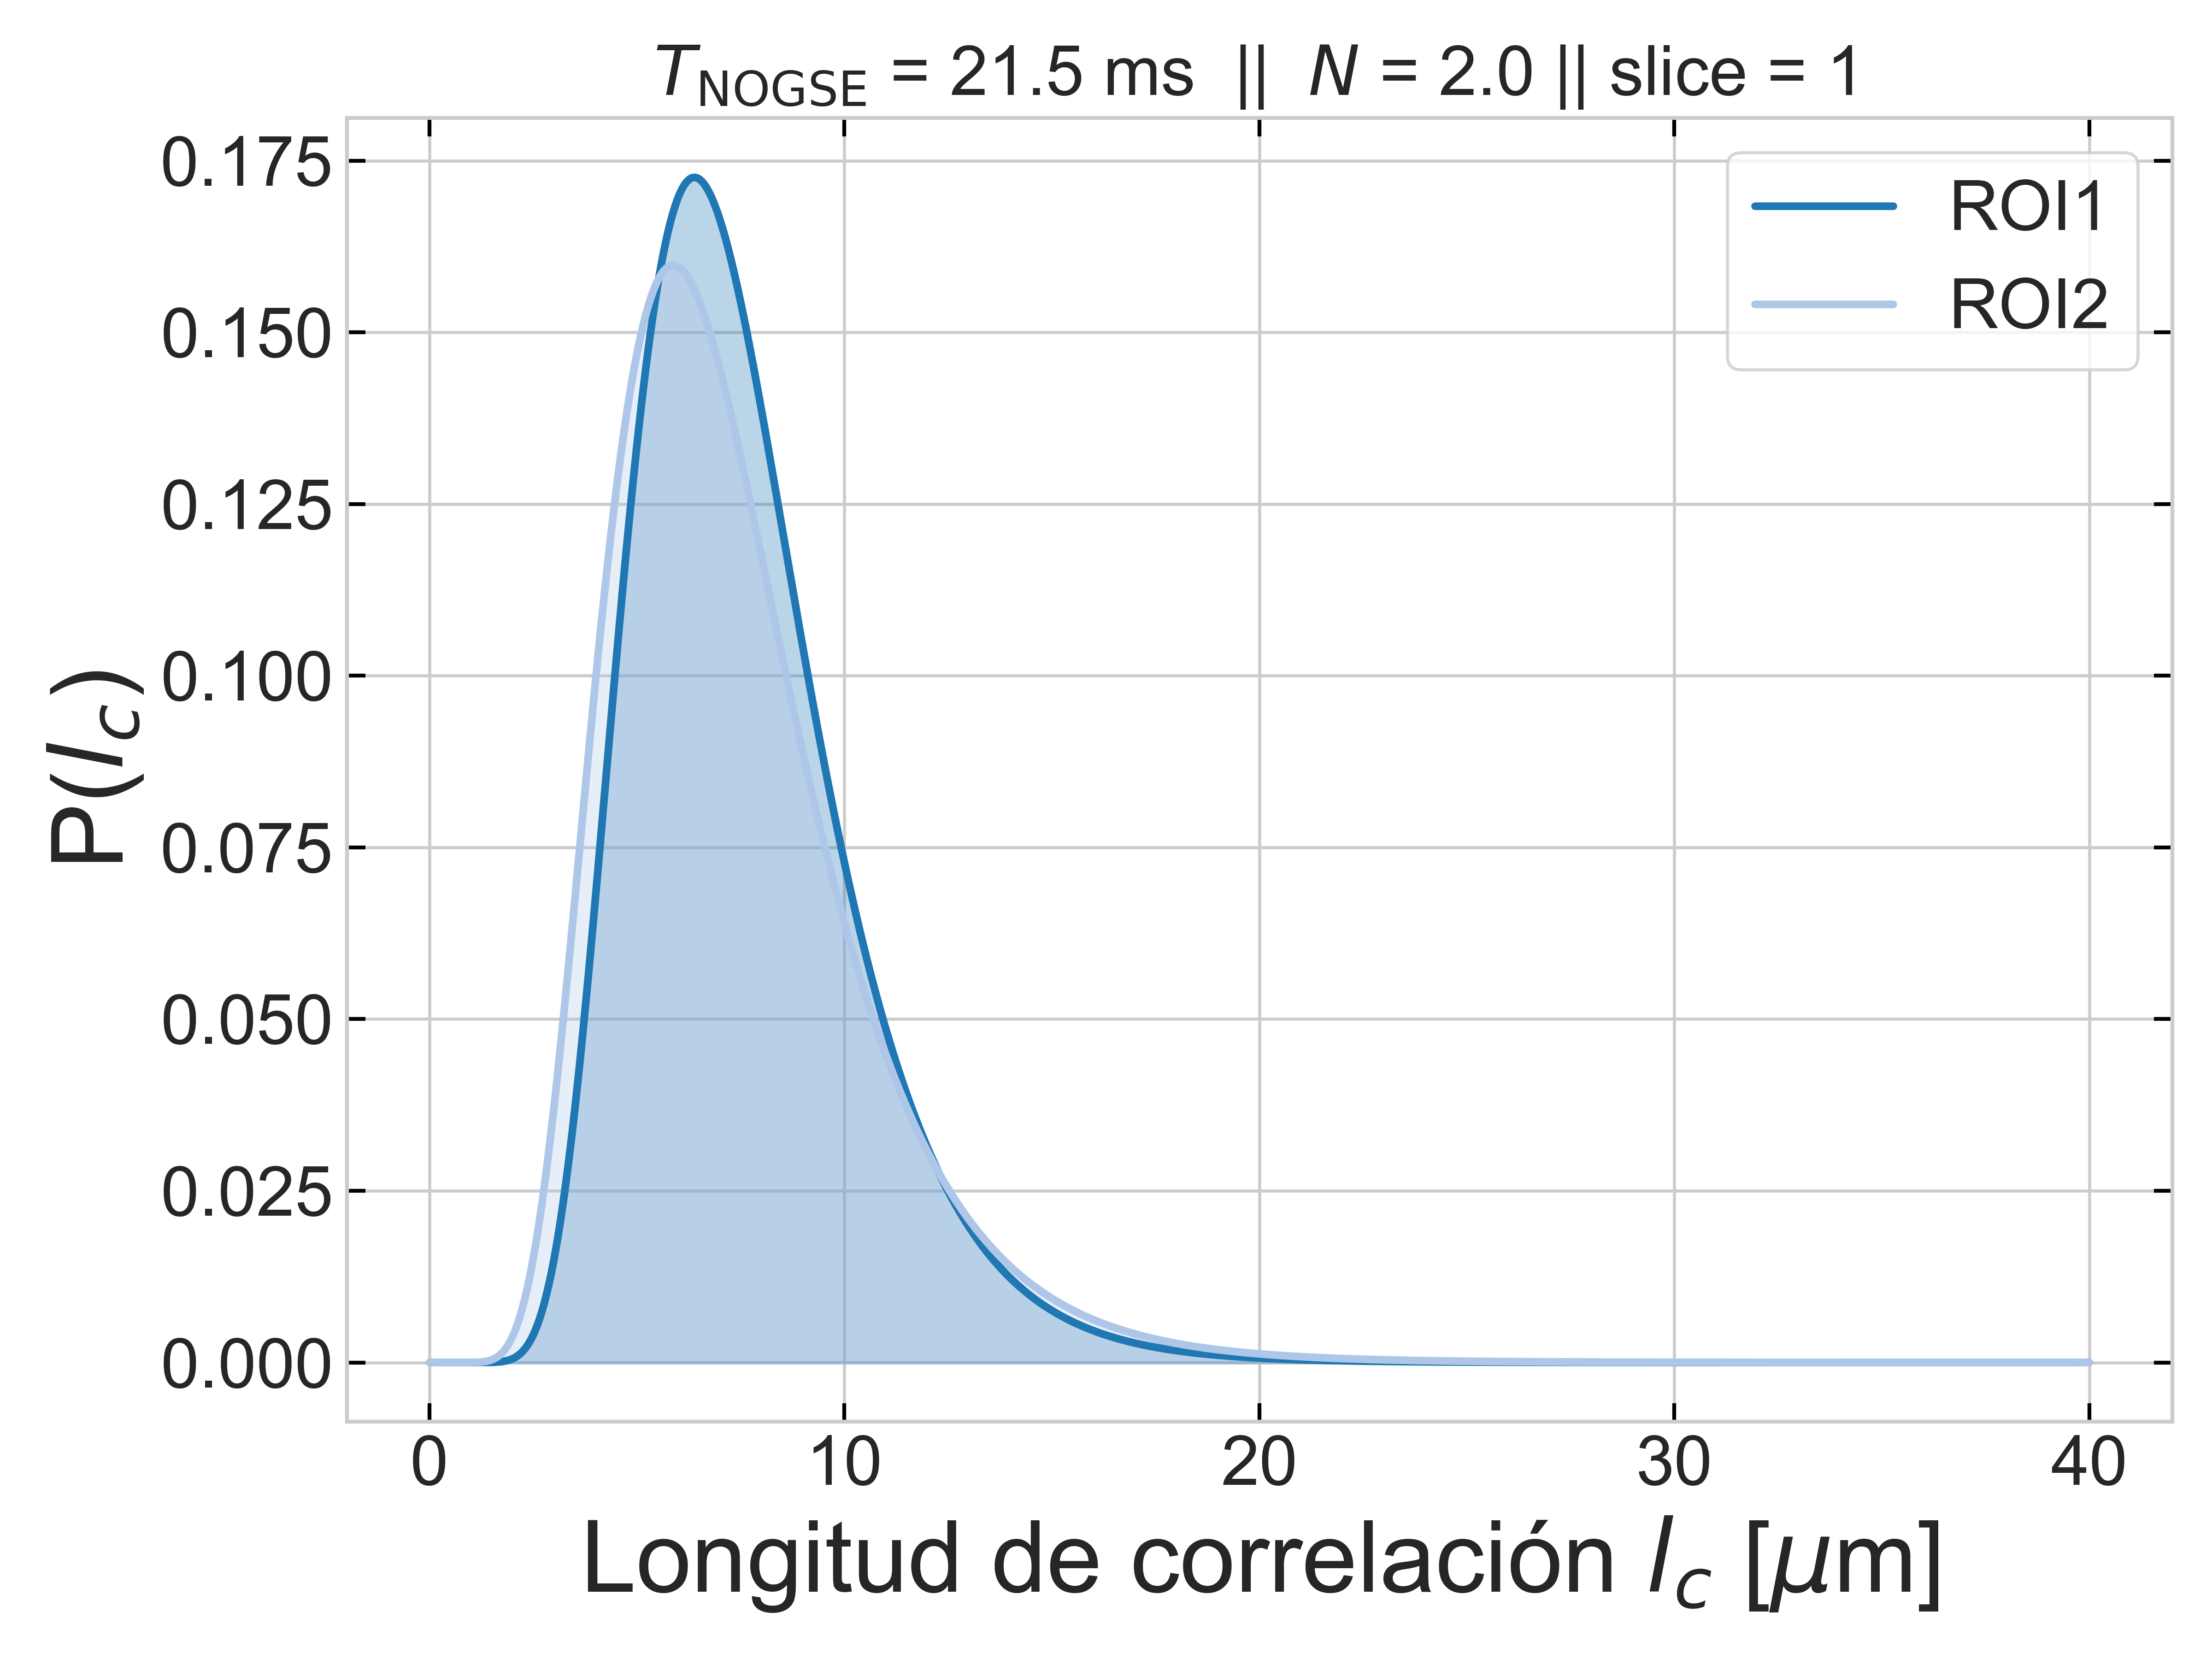 T_NOGSE = 21.5 ms || N = 2.0 || slice = 1
ROI1
ROI2
P(l_c)
0.175
0.150
0.125
0.100
0.075
0.050
0.025
0.000
0 10 20 30 40
Longitud de correlación l_c [μm]